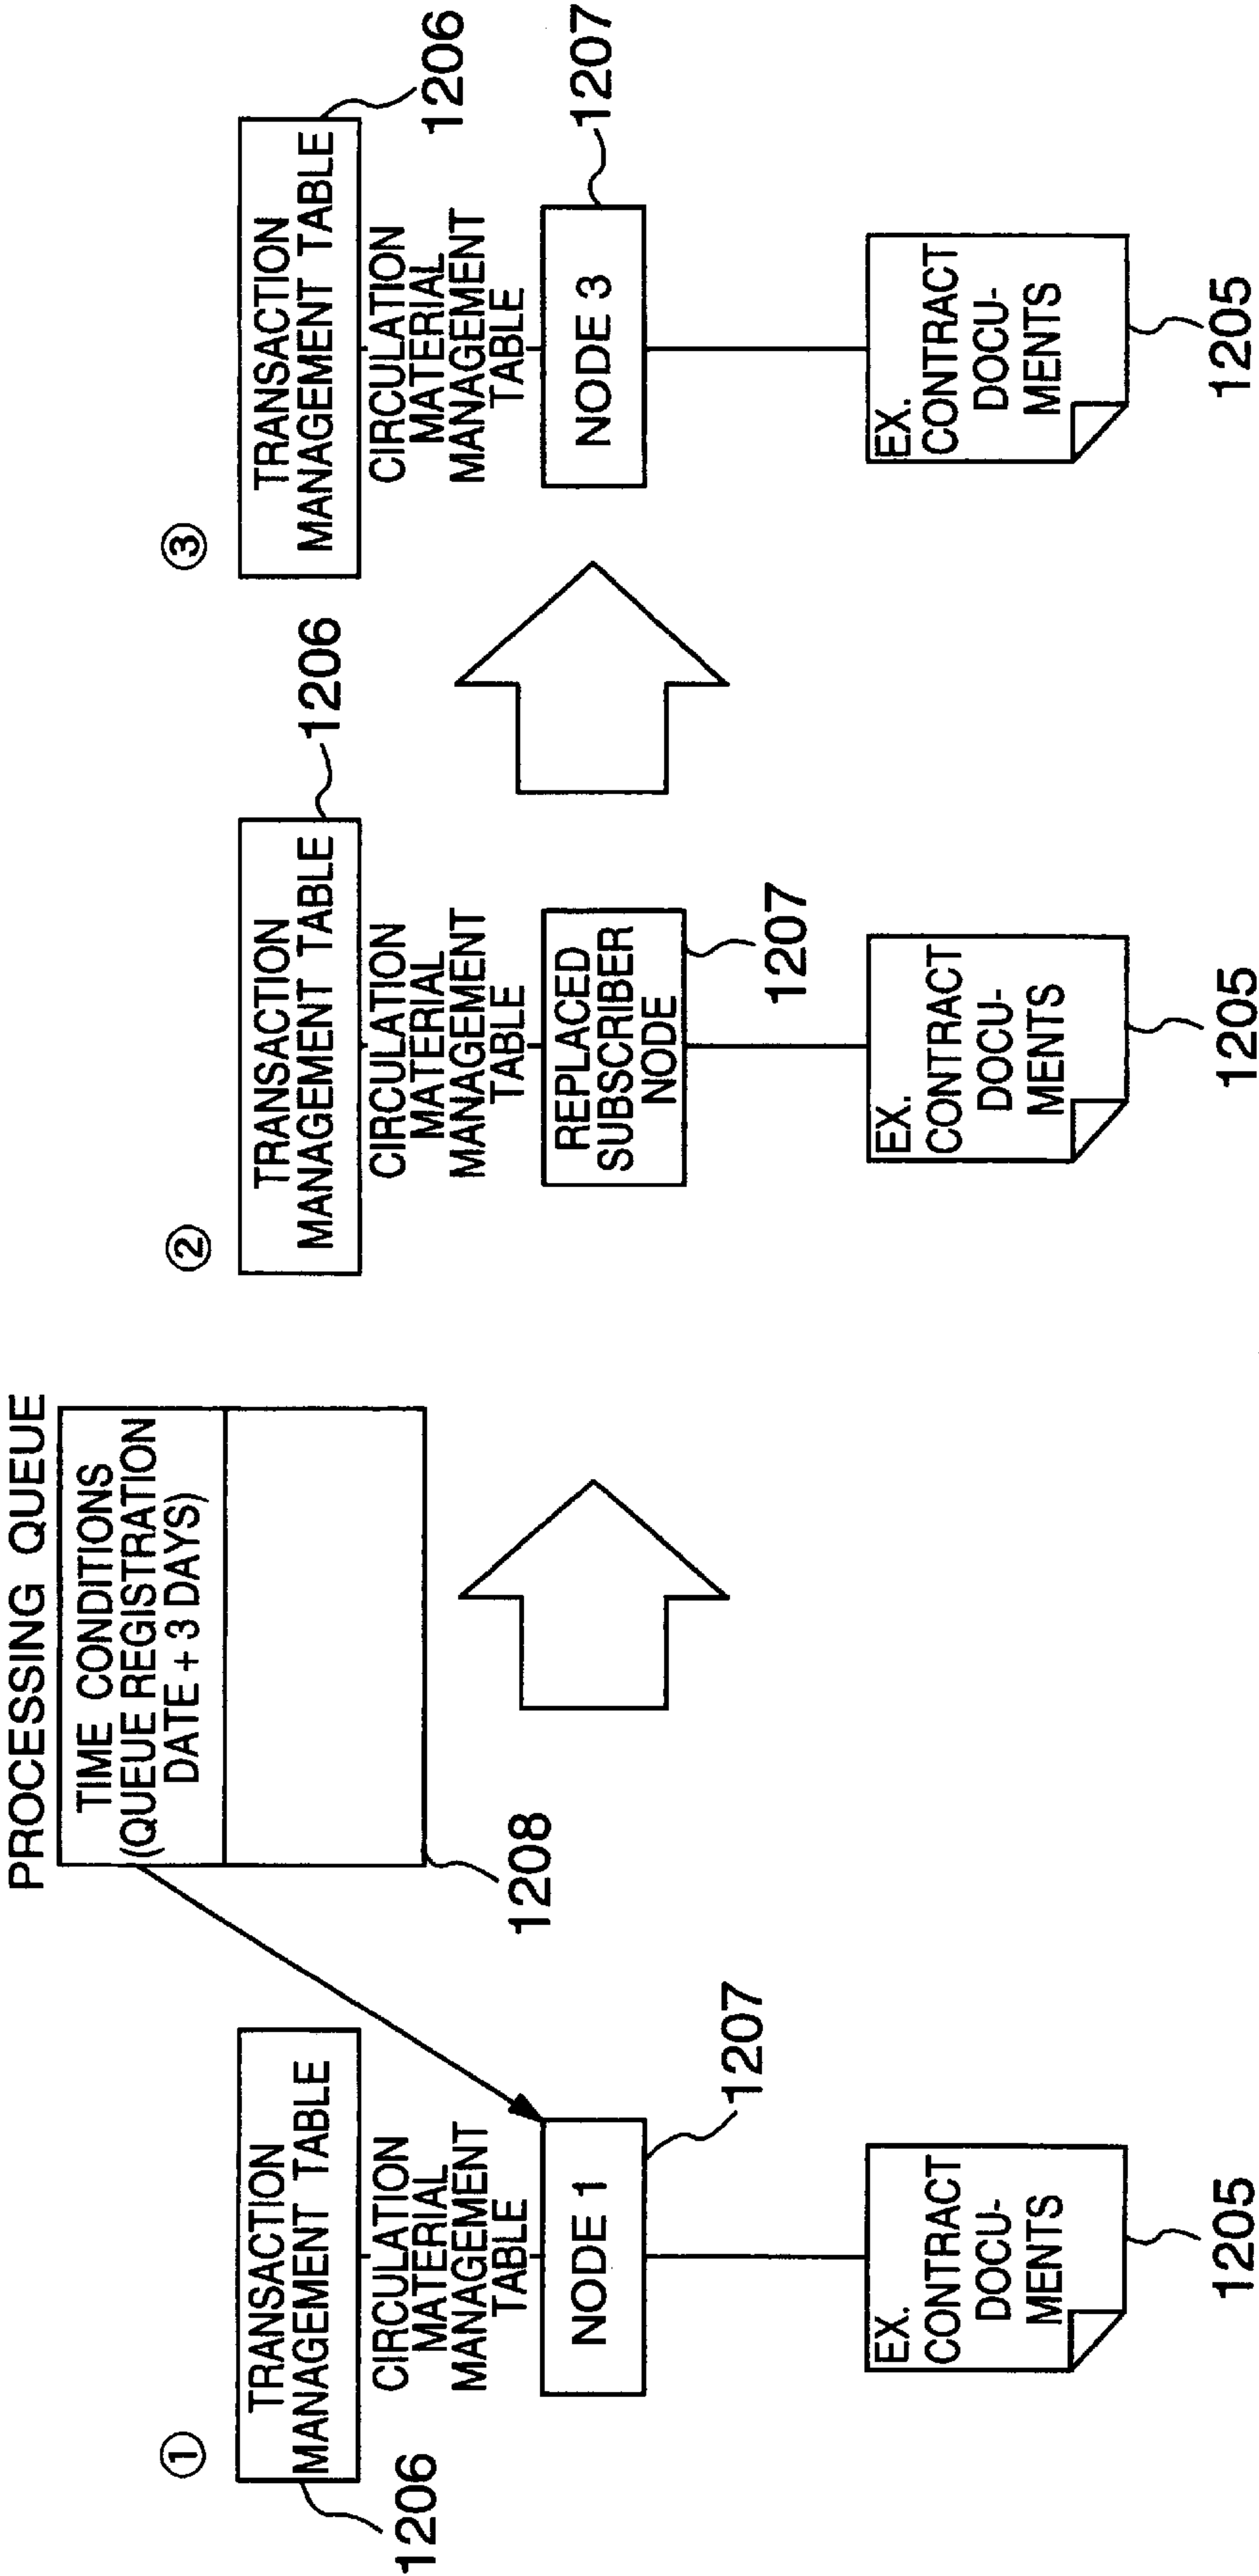 PROCESSING QUEUE
TIME CONDITIONS
(QUEUE REGISTRATION
DATE + 3 DAYS)
1208
①
TRANSACTION
MANAGEMENT TABLE
1206
CIRCULATION
MATERIAL
MANAGEMENT
TABLE
NODE 1
1207
EX.
CONTRACT
DOCU-
MENTS
1205
②
TRANSACTION
MANAGEMENT TABLE
1206
CIRCULATION
MATERIAL
MANAGEMENT
TABLE
REPLACED
SUBSCRIBER
NODE
1207
EX.
CONTRACT
DOCU-
MENTS
1205
③
TRANSACTION
MANAGEMENT TABLE
1206
CIRCULATION
MATERIAL
MANAGEMENT
TABLE
NODE 3
1207
EX.
CONTRACT
DOCU-
MENTS
1205